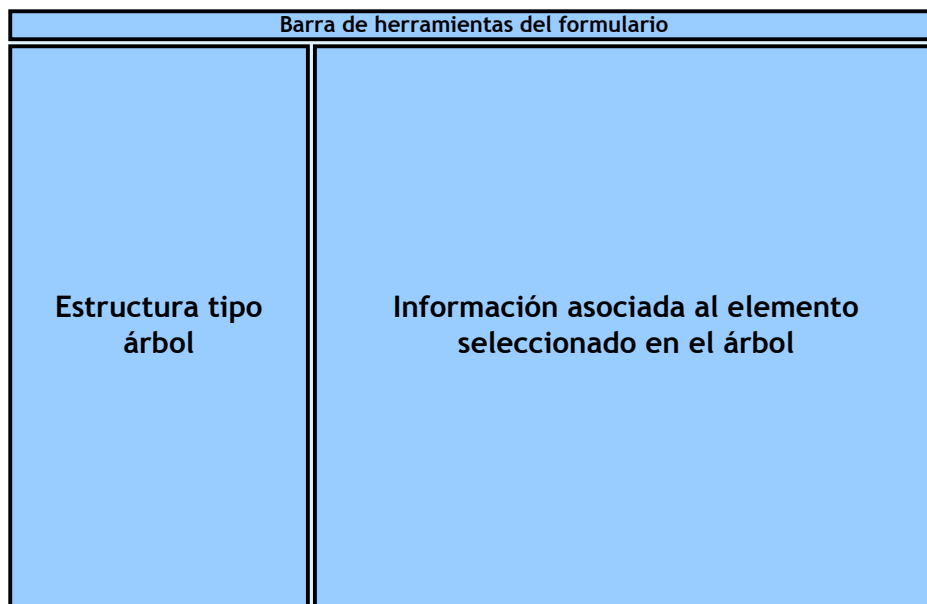 Barra de herramientas del formulario
Estructura tipo
árbol
Información asociada al elemento
seleccionado en el árbol